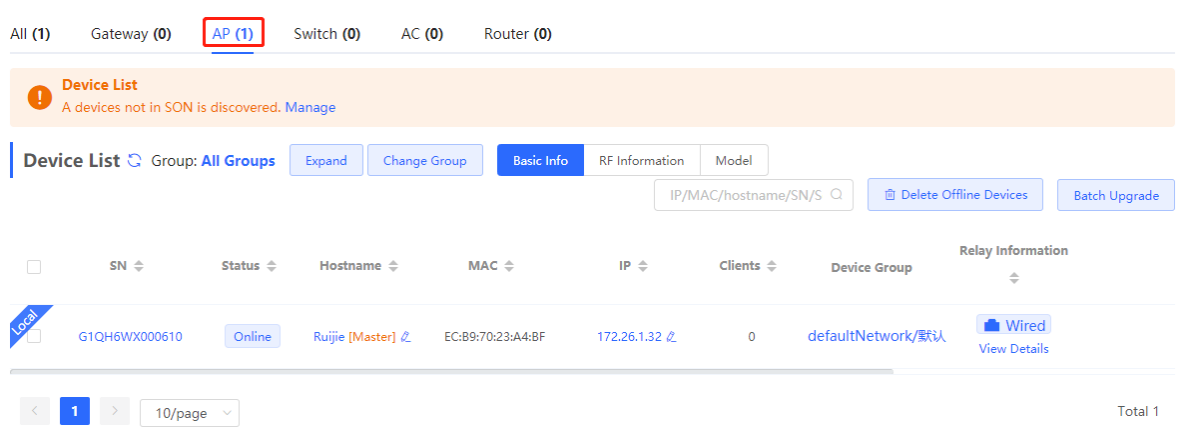 All (1) Gateway (0) AP (1) Switch (0) AC (0) Router (0)
Device List
A devices not in SON is discovered. Manage
Device List Group: All Groups Expand Change Group Basic Info RF Information Model
IP/MAC/hostname/SN/S Delete Offline Devices Batch Upgrade
SN Status Hostname MAC IP Clients Device Group Relay Information
Local
G1QH6WX000610 Online Ruijie [Master] EC:B9:70:23:A4:BF 172.26.1.32 0 defaultNetwork/默认 Wired
View Details
< 1 > 10/page Total 1